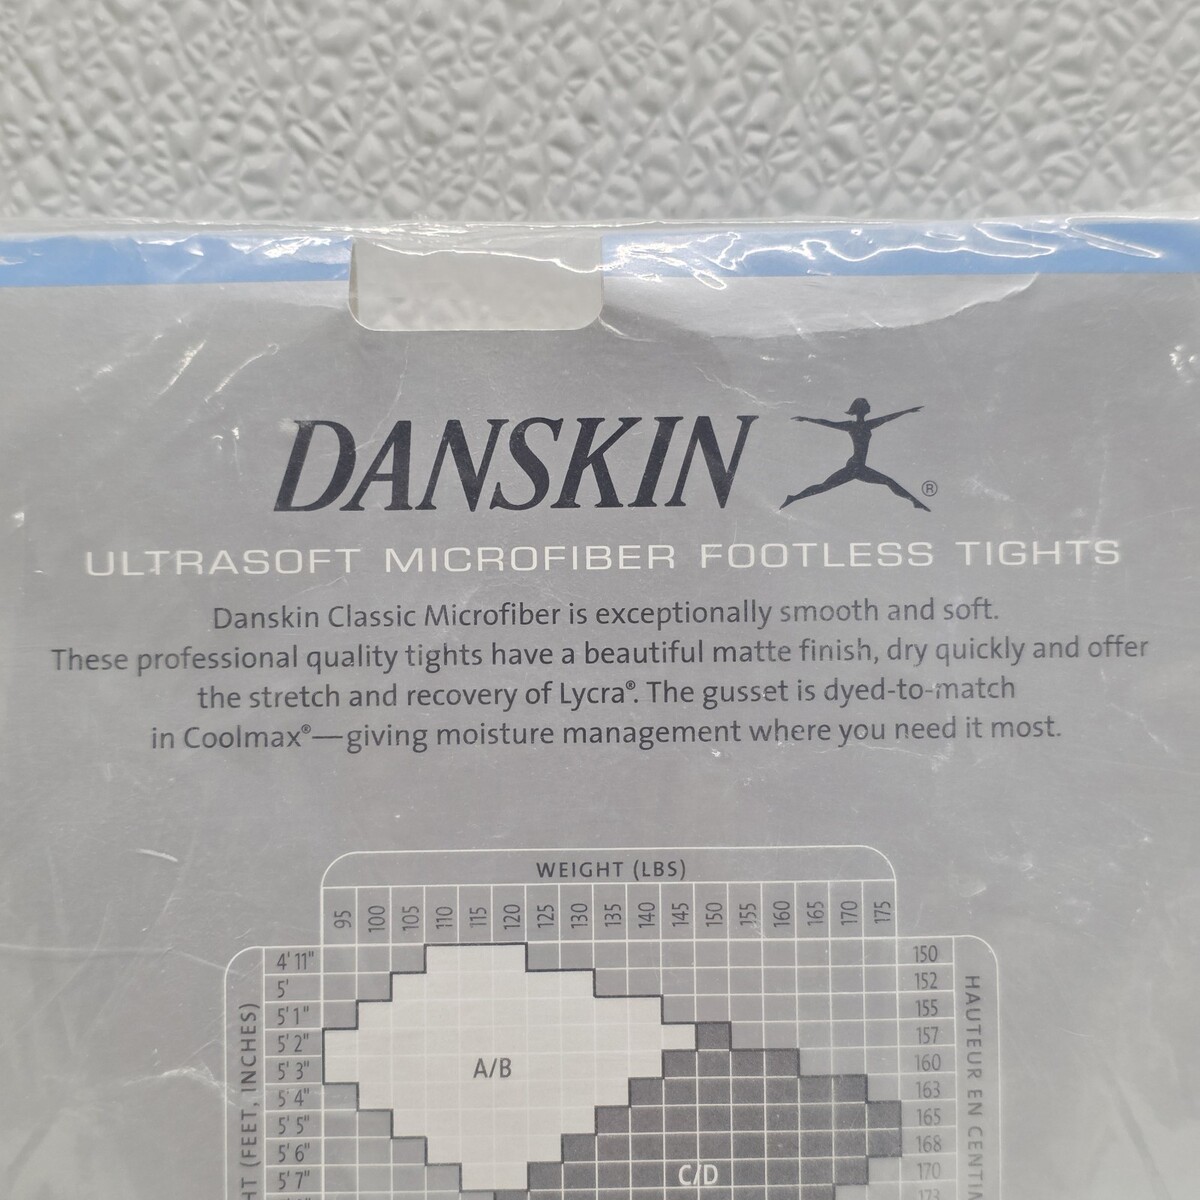 DANSKIN ®
ULTRASOFT MICROFIBER FOOTLESS TIGHTS
Danskin Classic Microfiber is exceptionally smooth and soft.
These professional quality tights have a beautiful matte finish, dry quickly and offer
the stretch and recovery of Lycra®. The gusset is dyed-to-match
in Coolmax®—giving moisture management where you need it most.
WEIGHT (LBS)
95 100 105 110 115 120 125 130 135 140 145 150 155 160 165 170 175
4' 11" 150
5' 152
5' 1" 155
5' 2" 157
5' 3" A/B 160
5' 4" 163
5' 5" 165
5' 6" 168
5' 7" C/D 170
173
(FEET, INCHES)
HAUTEUR EN